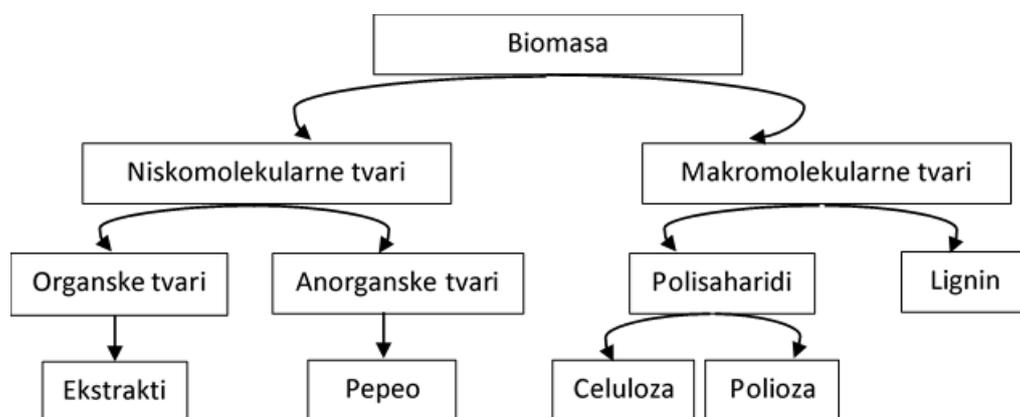 Biomasa
Niskomolekularne tvari
Makromolekularne tvari
Organske tvari
Anorganske tvari
Polisaharidi
Lignin
Ekstrakti
Pepeo
Celuloza
Polioza